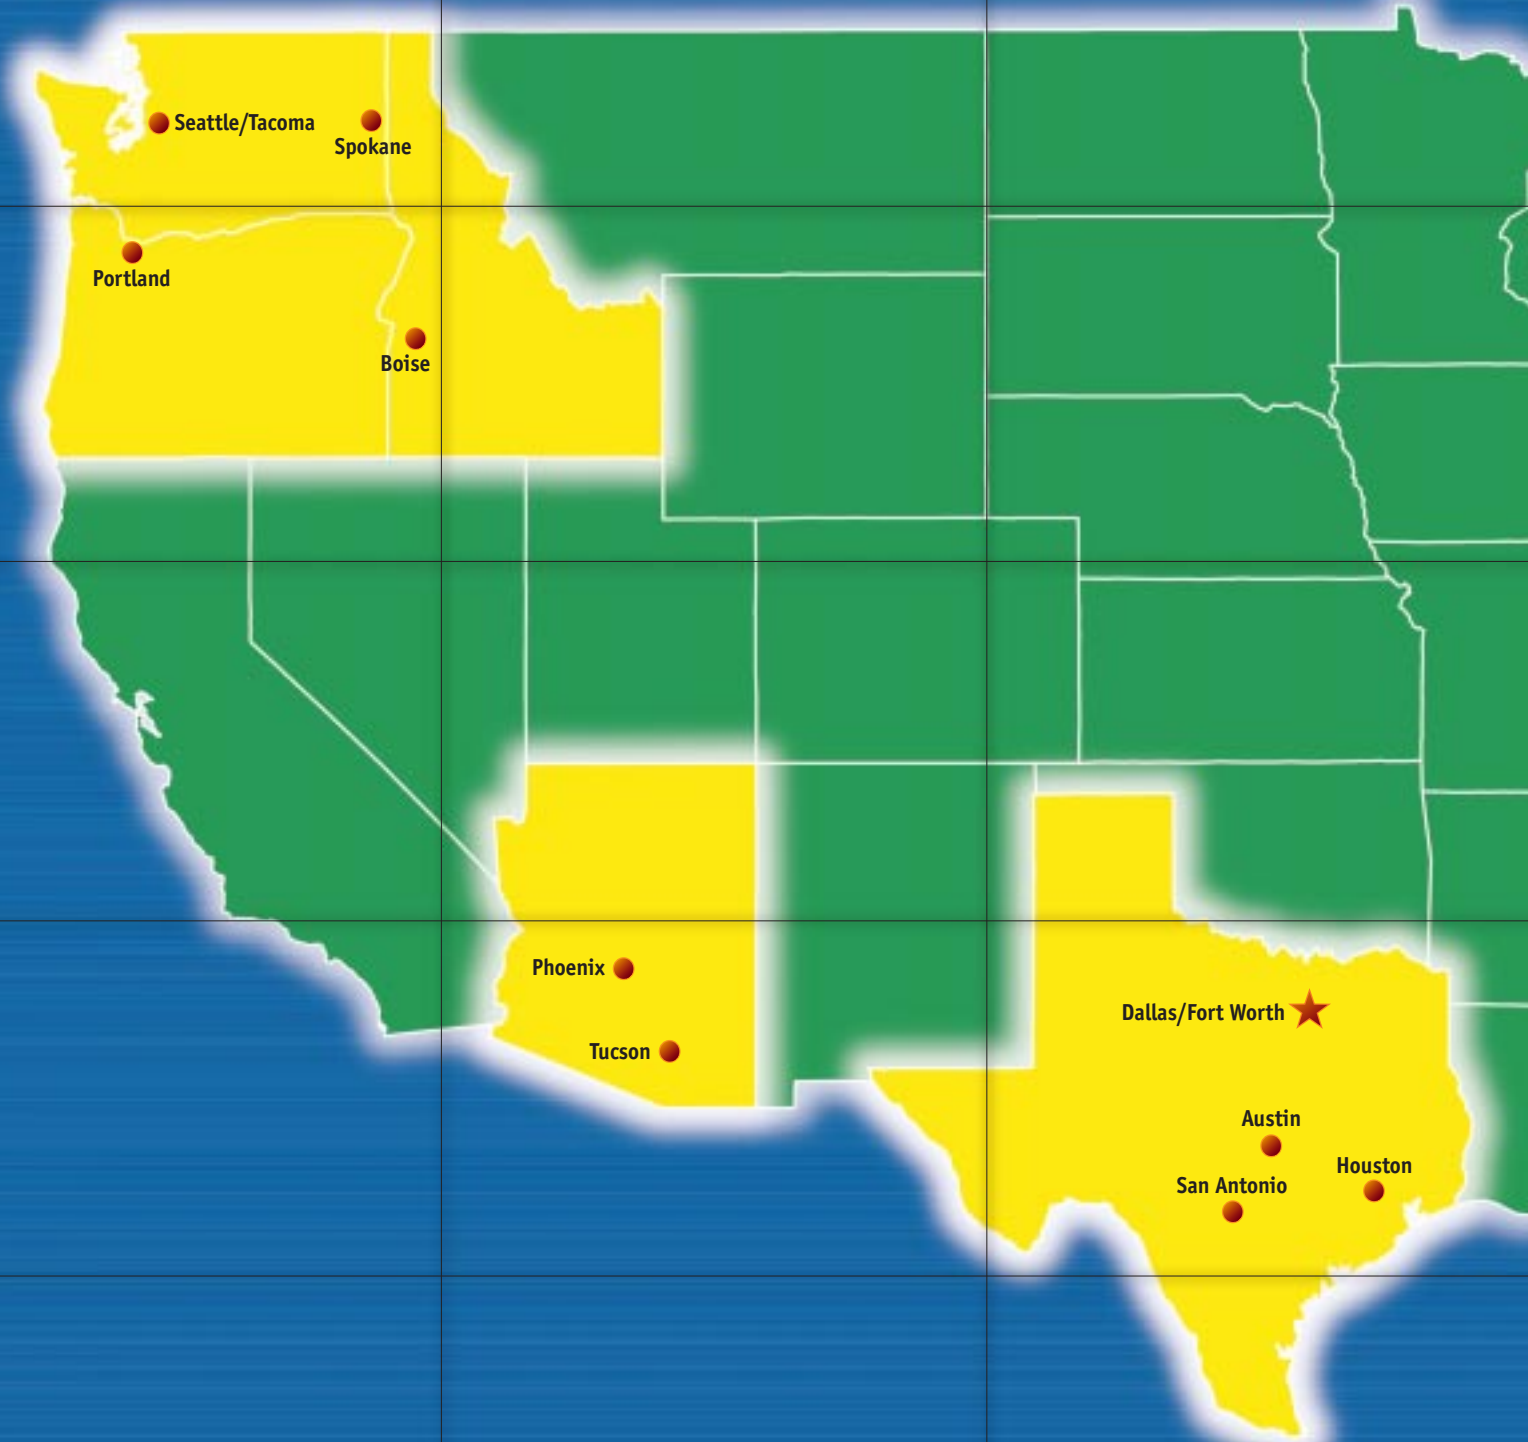 Seattle/Tacoma
Spokane
Portland
Boise
Phoenix
Dallas/Fort Worth
Tucson
Austin
Houston
San Antonio